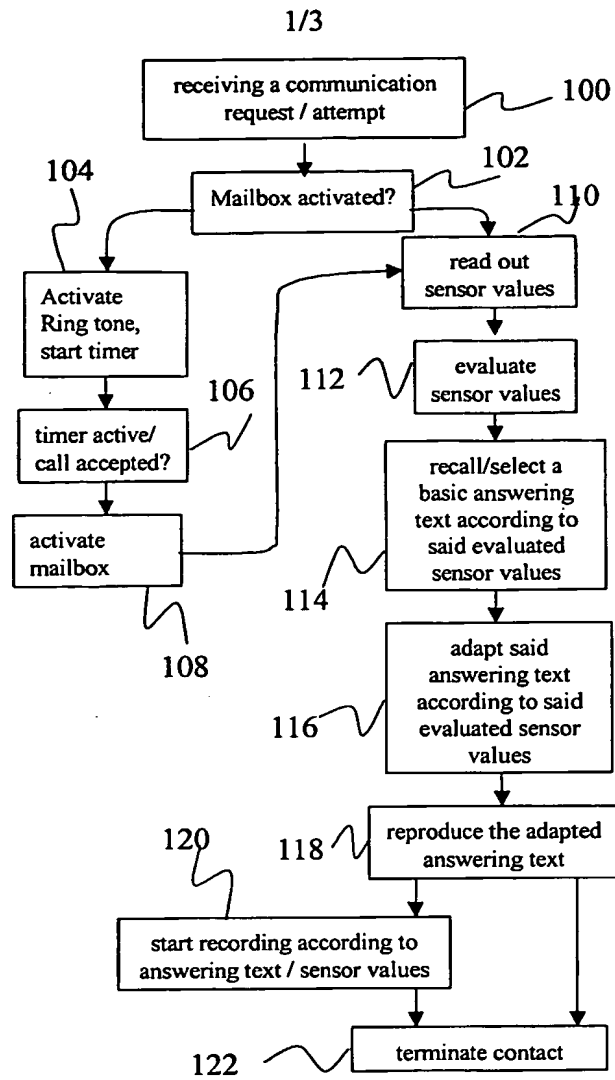 1/3
receiving a communication
request / attempt
100
102
104
Mailbox activated?
110
Activate
Ring tone,
start timer
read out
sensor values
112
evaluate
sensor values
106
timer active/
call accepted?
recall/select a
basic answering
text according to
said evaluated
sensor values
activate
mailbox
114
108
adapt said
answering text
according to said
evaluated sensor
values
116
120
118
reproduce the adapted
answering text
start recording according to
answering text / sensor values
122
terminate contact